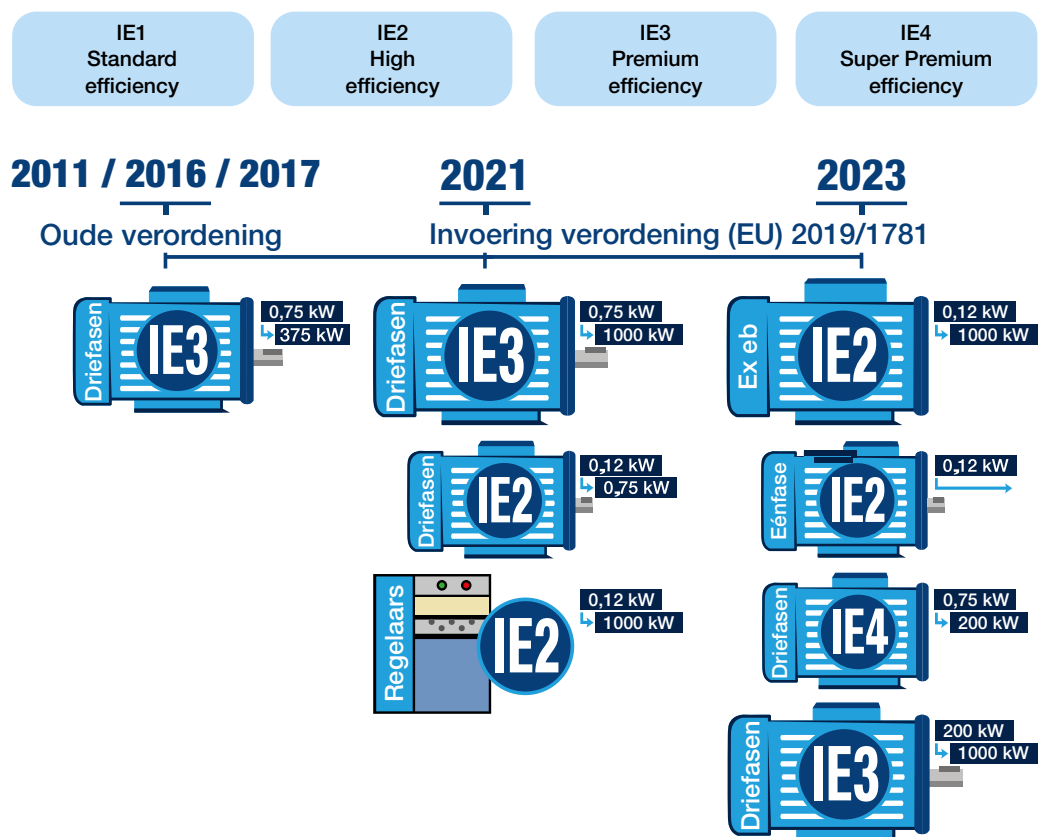 IE1
Standard
efficiency
IE2
High
efficiency
IE3
Premium
efficiency
IE4
Super Premium
efficiency
2011 / 2016 / 2017
2021
2023
Oude verordening
Invoering verordening (EU) 2019/1781
Driefasen
IE3
0,75 kW
375 kW
Driefasen
IE3
0,75 kW
1000 kW
Ex eb
IE2
0,12 kW
1000 kW
Driefasen
IE2
0,12 kW
0,75 kW
Eénfase
IE2
0,12 kW
Regelaars
IE2
0,12 kW
1000 kW
Driefasen
IE4
0,75 kW
200 kW
Driefasen
IE3
200 kW
1000 kW